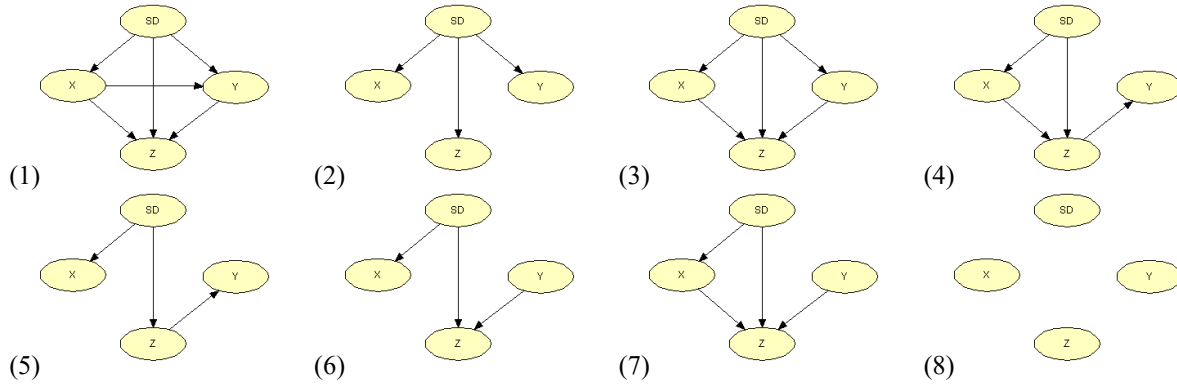 SD SD SD SD
X Y X Y X Y X Y
Z Z Z Z
(1) (2) (3) (4)
SD SD SD SD
X Y X Y X Y X Y
Z Z Z Z
(5) (6) (7) (8)